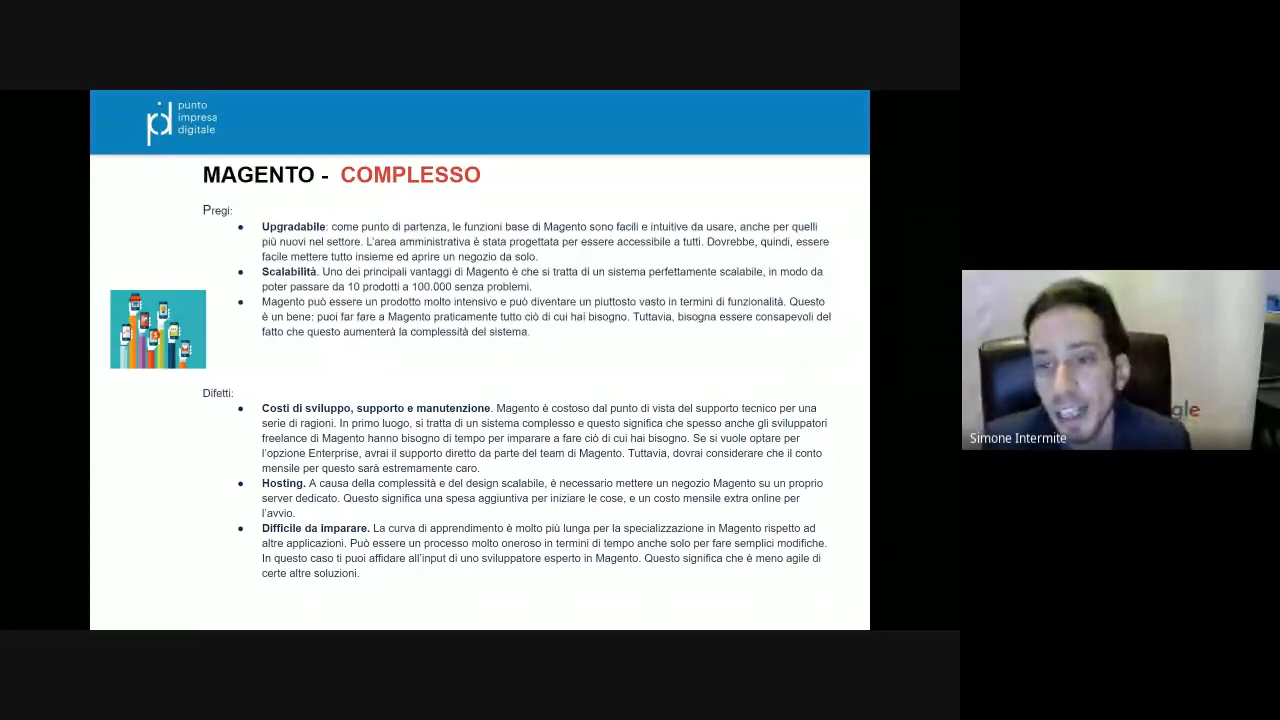 punto
impresa
digitale
MAGENTO - COMPLESSO
Pregi:
● Upgradabile: come punto di partenza, le funzioni base di Magento sono facili e intuitive da usare, anche per quelli
più nuovi nel settore. L'area amministrativa è stata progettata per essere accessibile a tutti. Dovrebbe, quindi, essere
facile mettere tutto insieme ed aprire un negozio da solo.
● Scalabilità. Uno dei principali vantaggi di Magento è che si tratta di un sistema perfettamente scalabile, in modo da
poter passare da 10 prodotti a 100.000 senza problemi.
● Magento può essere un prodotto molto intensivo e può diventare un piuttosto vasto in termini di funzionalità. Questo
è un bene: puoi far fare a Magento praticamente tutto ciò di cui hai bisogno. Tuttavia, bisogna essere consapevoli del
fatto che questo aumenterà la complessità del sistema.
Difetti:
● Costi di sviluppo, supporto e manutenzione. Magento è costoso dal punto di vista del supporto tecnico per una
serie di ragioni. In primo luogo, si tratta di un sistema complesso e questo significa che spesso anche gli sviluppatori
freelance di Magento hanno bisogno di tempo per imparare a fare ciò di cui hai bisogno. Se si vuole optare per
l'opzione Enterprise, avrai il supporto diretto da parte del team di Magento. Tuttavia, dovrai considerare che il conto
mensile per questo sarà estremamente caro.
● Hosting. A causa della complessità e del design scalabile, è necessario mettere un negozio Magento su un proprio
server dedicato. Questo significa una spesa aggiuntiva per iniziare le cose, e un costo mensile extra online per
l'avvio.
● Difficile da imparare. La curva di apprendimento è molto più lunga per la specializzazione in Magento rispetto ad
altre applicazioni. Può essere un processo molto oneroso in termini di tempo anche solo per fare semplici modifiche.
In questo caso ti puoi affidare all'input di uno sviluppatore esperto in Magento. Questo significa che è meno agile di
certe altre soluzioni.
gle
Simone Intermite